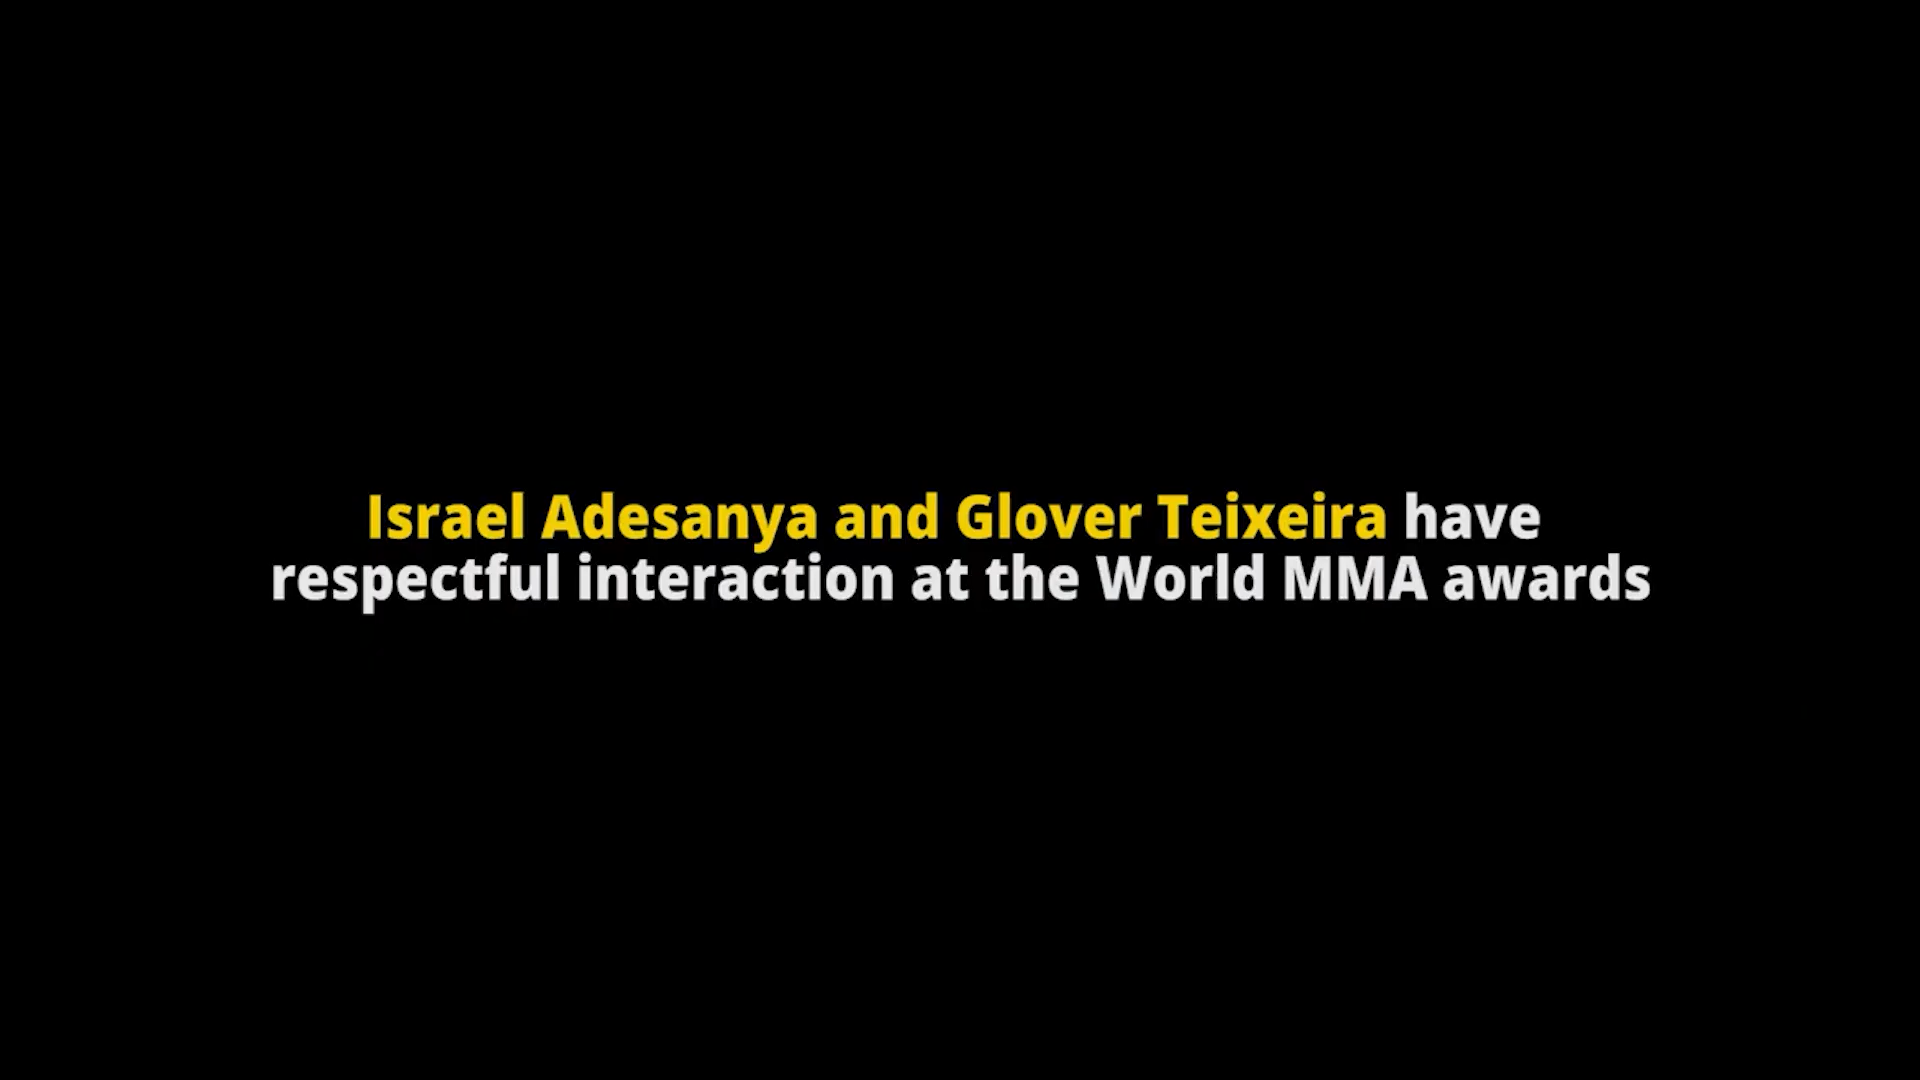 Israel Adesanya and Glover Teixeira have
respectful interaction at the World MMA awards